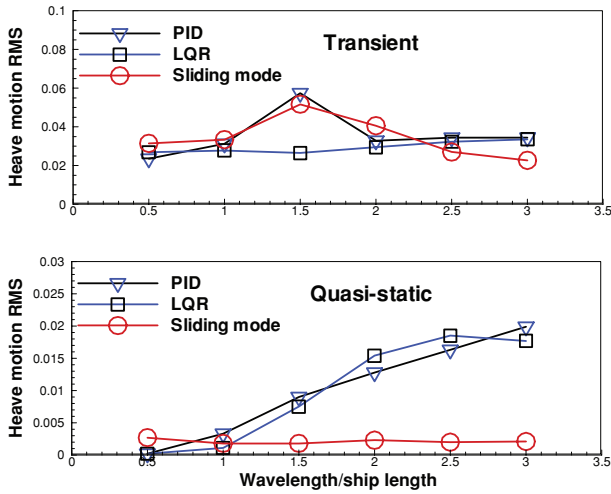 Heave motion RMS
0.1
0.08
0.06
0.04
0.02
0
PID
LQR
Sliding mode
Transient
0.5 1 1.5 2 2.5 3 3.5
Heave motion RMS
0.03
0.025
0.02
0.015
0.01
0.005
0
PID
LQR
Sliding mode
Quasi-static
0 0.5 1 1.5 2 2.5 3 3.5
Wavelength/ship length